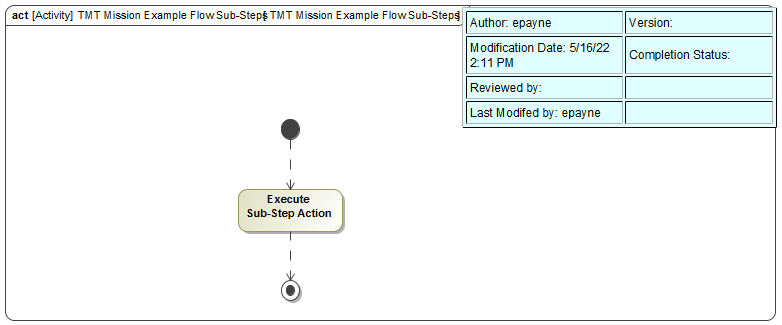 act [Activity] TMT Mission Example Flow Sub-Steps[ TMT Mission Example Flow Sub-Steps]
Author: epayne
Version:
Modification Date: 5/16/22
2:11 PM
Completion Status:
Reviewed by:
Last Modifed by: epayne
Execute
Sub-Step Action